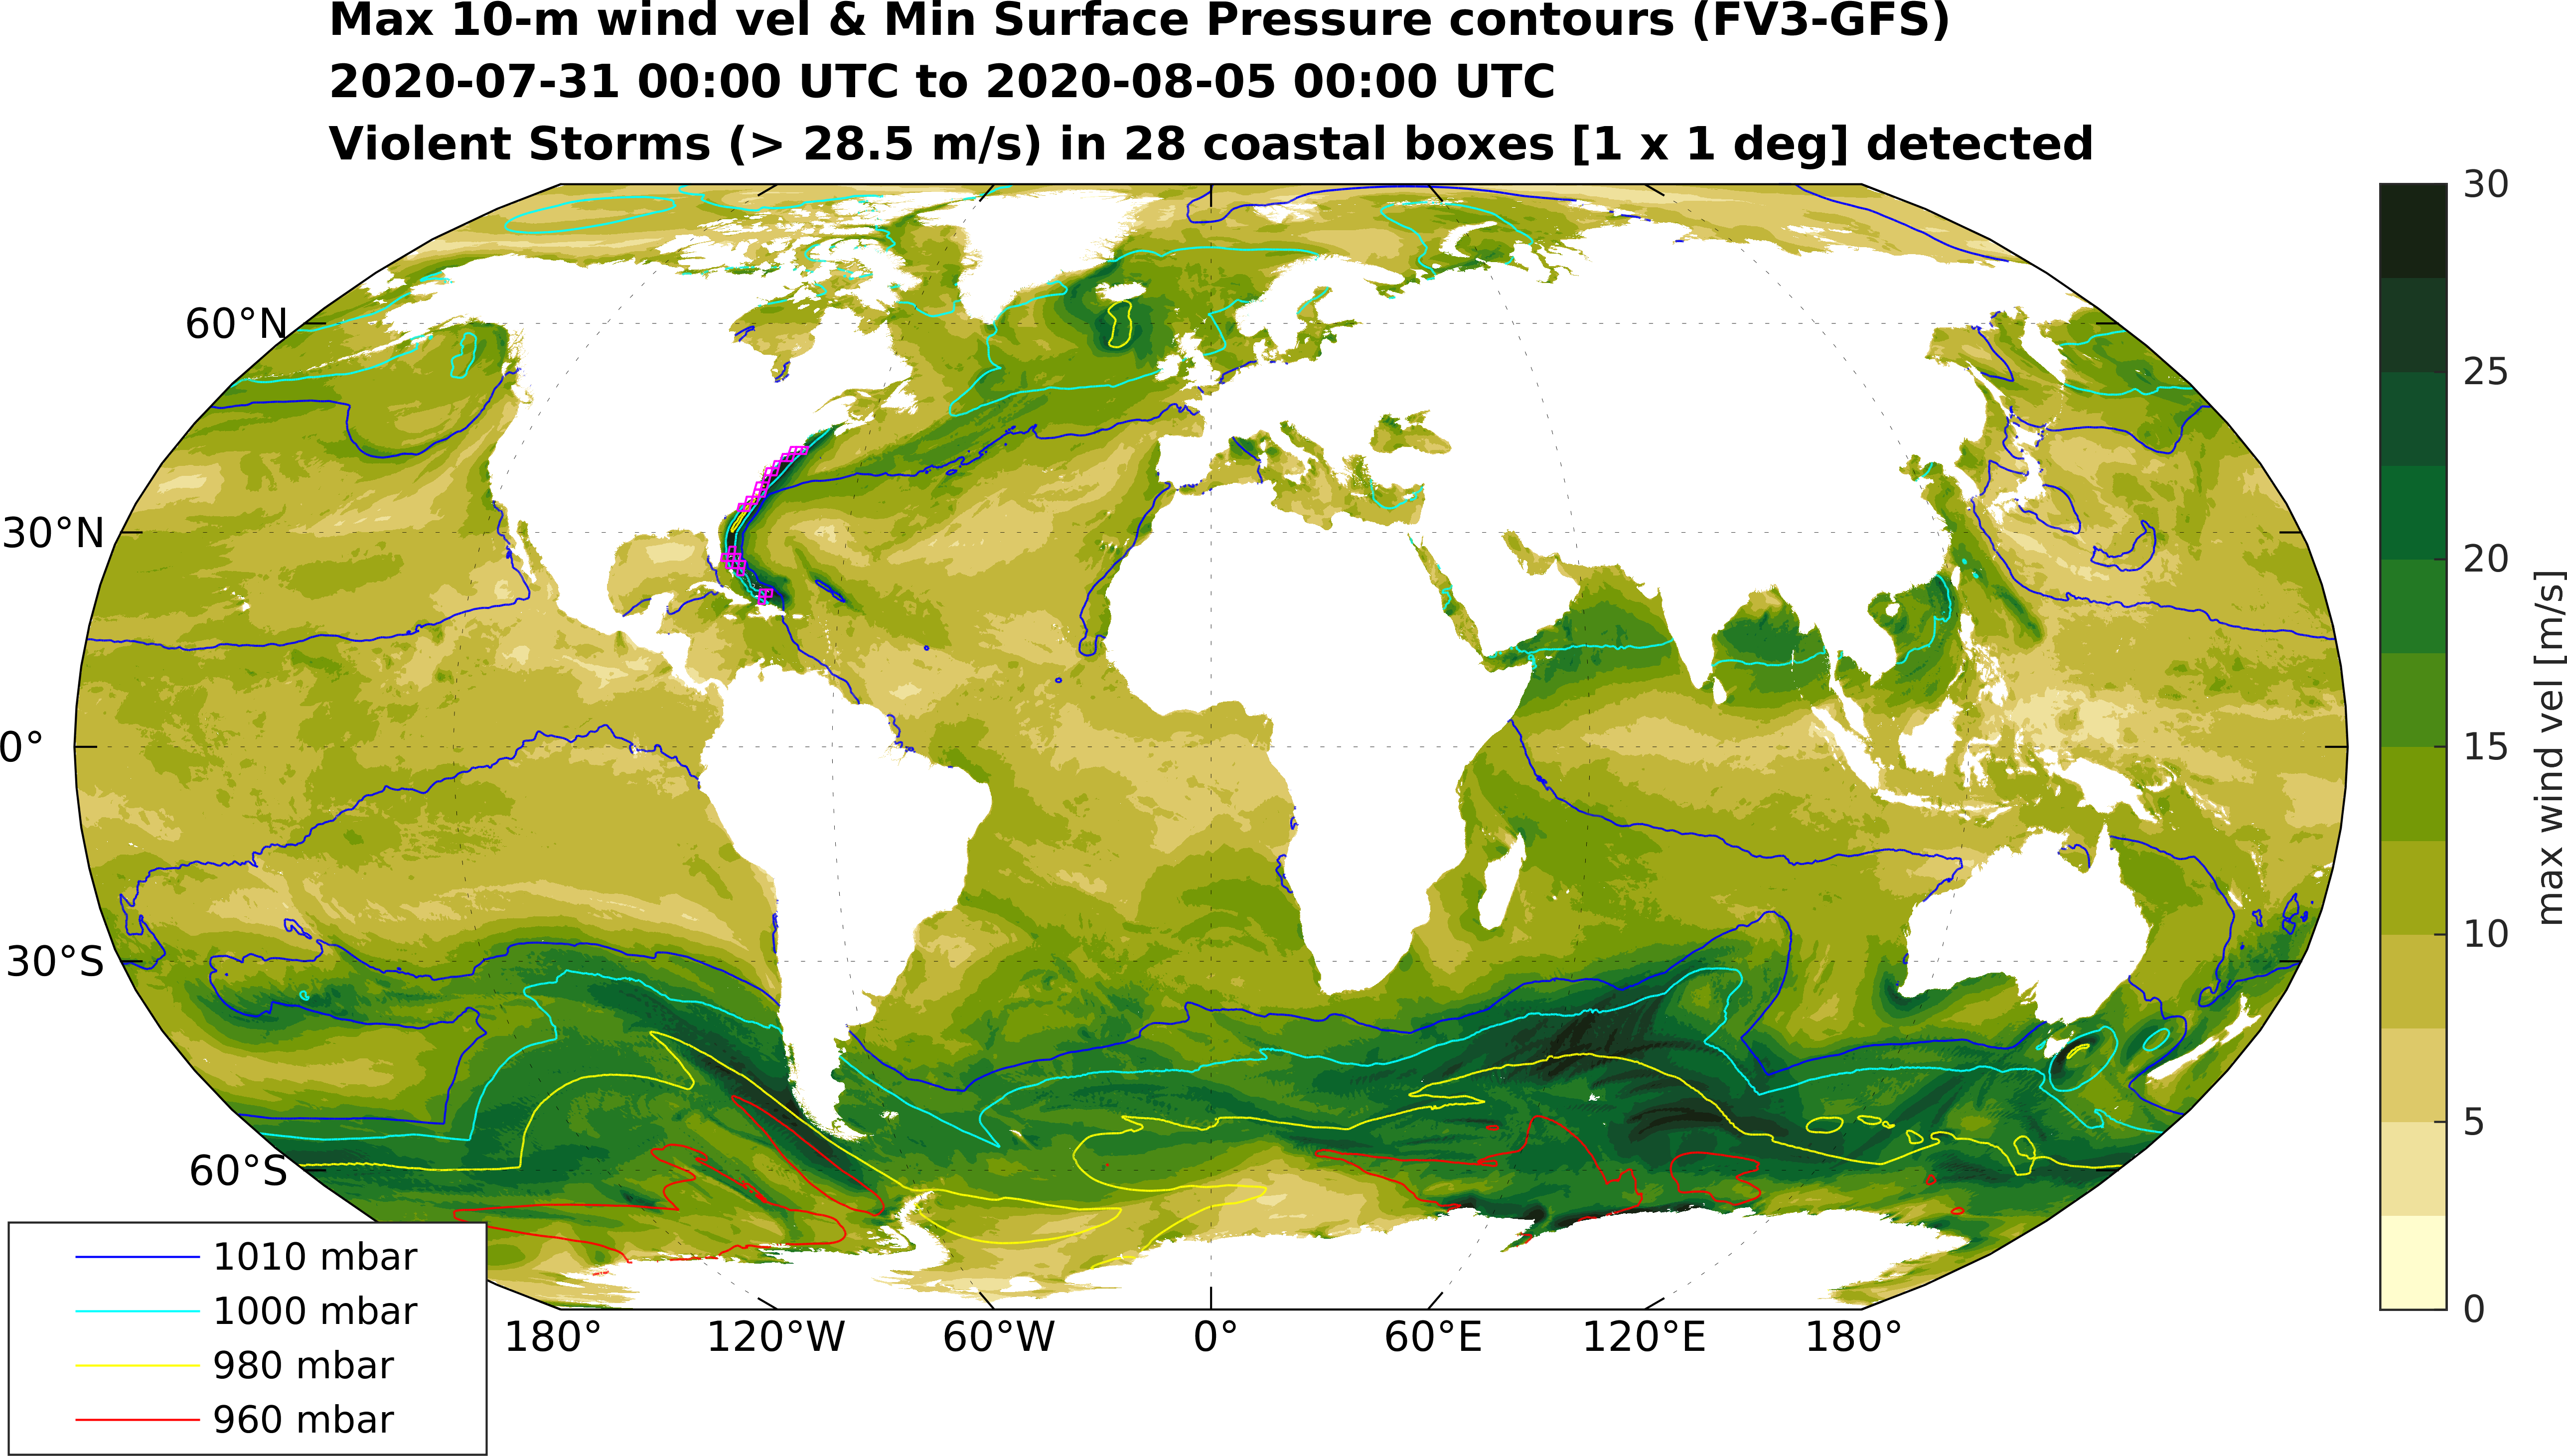 Max 10-m wind vel & Min Surface Pressure contours (FV3-GFS)
2020-07-31 00:00 UTC to 2020-08-05 00:00 UTC
Violent Storms (> 28.5 m/s) in 28 coastal boxes [1 x 1 deg] detected
60°N
30°N
0°
30°S
60°S
180°
120°W
60°W
0°
60°E
120°E
180°
1010 mbar
1000 mbar
980 mbar
960 mbar
30
25
20
15
10
5
0
max wind vel [m/s]